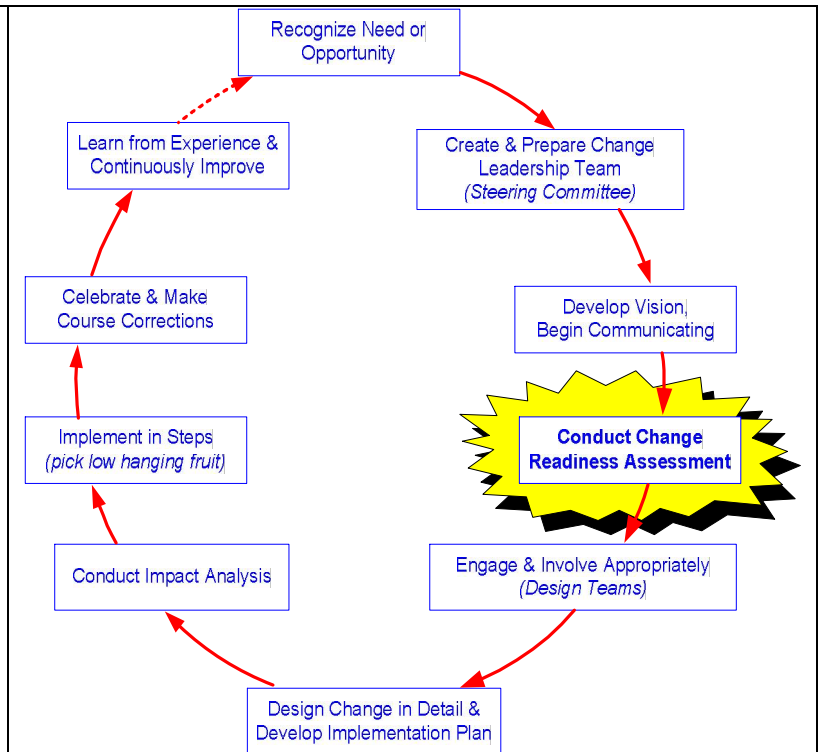 Recognize Need or
Opportunity
Create & Prepare Change
Leadership Team
(Steering Committee)
Develop Vision,
Begin Communicating
Conduct Change
Readiness Assessment
Engage & Involve Appropriately
(Design Teams)
Design Change in Detail &
Develop Implementation Plan
Conduct Impact Analysis
Implement in Steps
(pick low hanging fruit)
Celebrate & Make
Course Corrections
Learn from Experience &
Continuously Improve